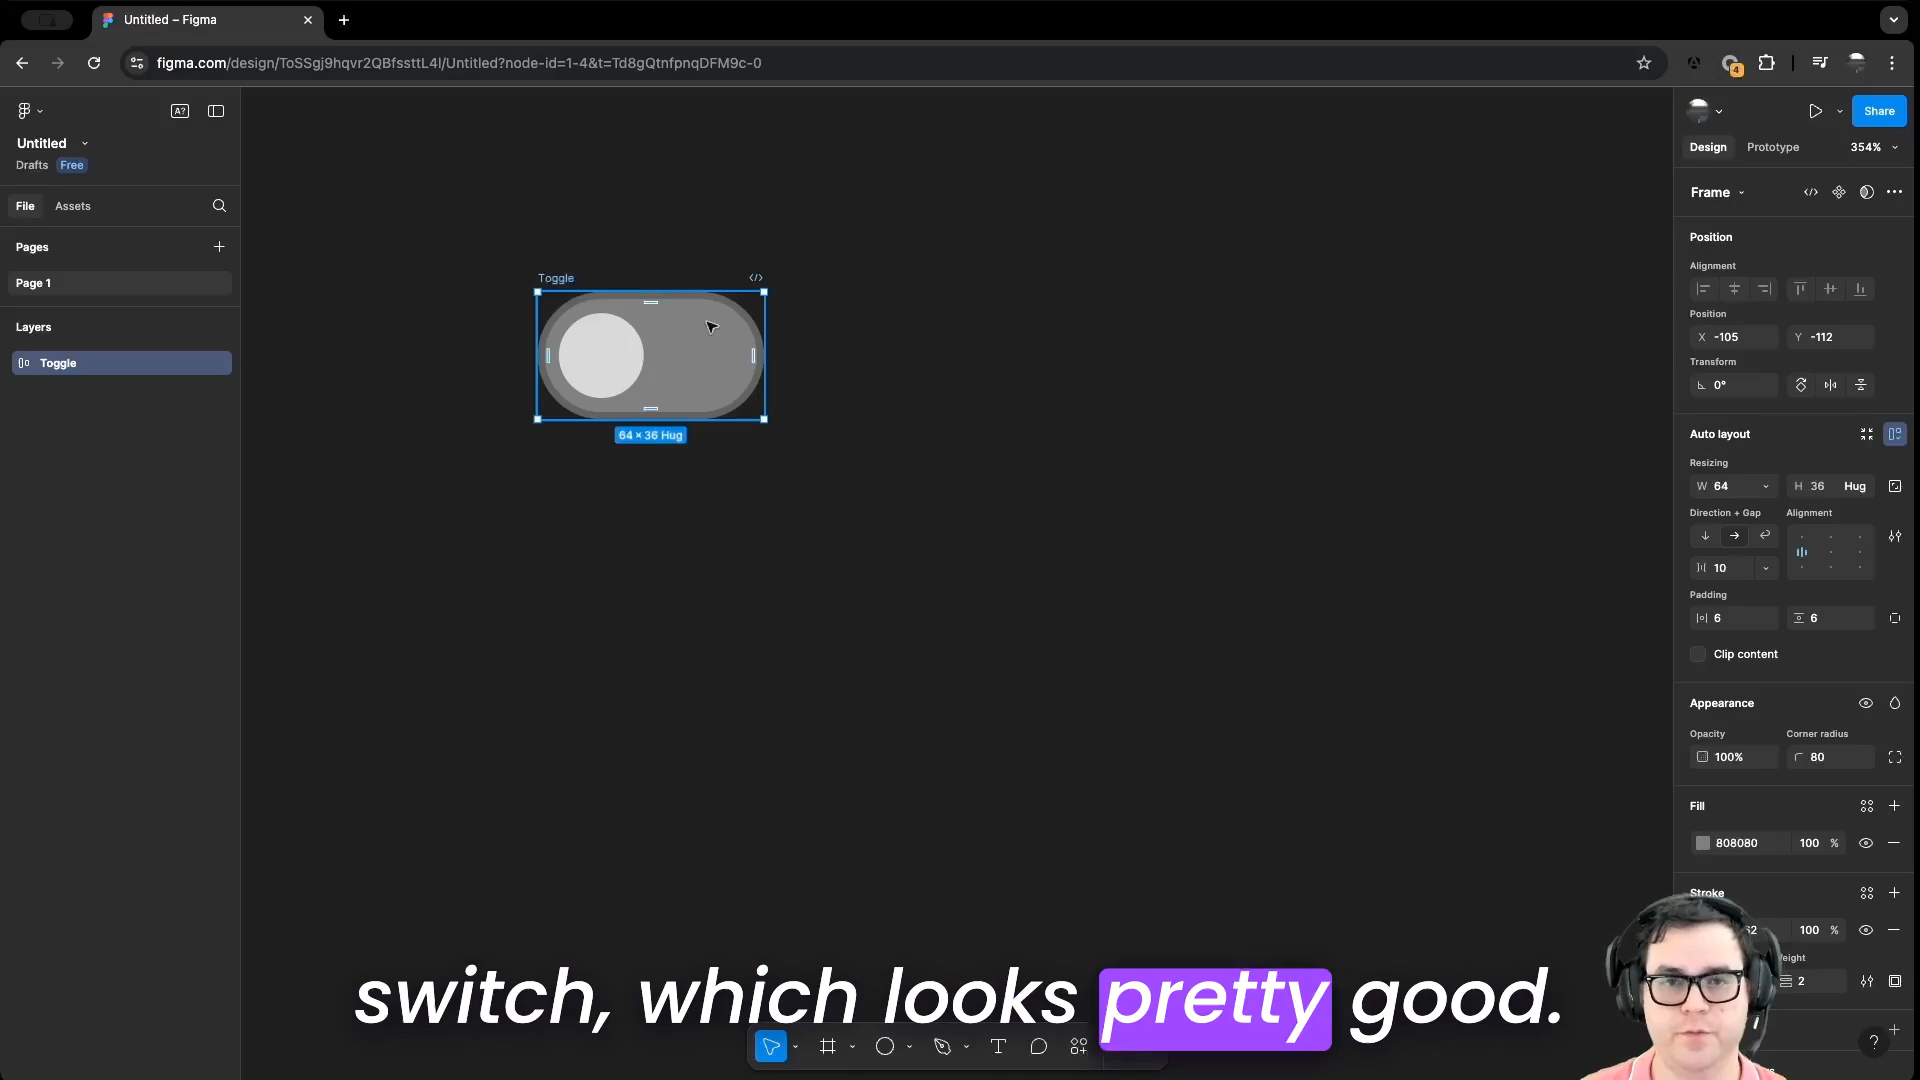 Untitled – Figma
figma.com/design/ToSSgj9hqvr2QBfssttL4l/Untitled?node-id=1-4&t=Td8gQtnfpnqDFM9c-0
4
A?
Untitled
Drafts Free
File Assets
Pages
Page 1
Layers
Toggle
Toggle
64 × 36 Hug
Share
Design Prototype 354%
Frame
Position
Alignment
Position
X -105 Y -112
Transform
0°
Auto layout
Resizing
W 64 H 36 Hug
Direction + Gap Alignment
10
Padding
6 6
Clip content
Appearance
Opacity Corner radius
100% 80
Fill
808080 100 %
Stroke
100 %
2
switch, which looks pretty good.
?